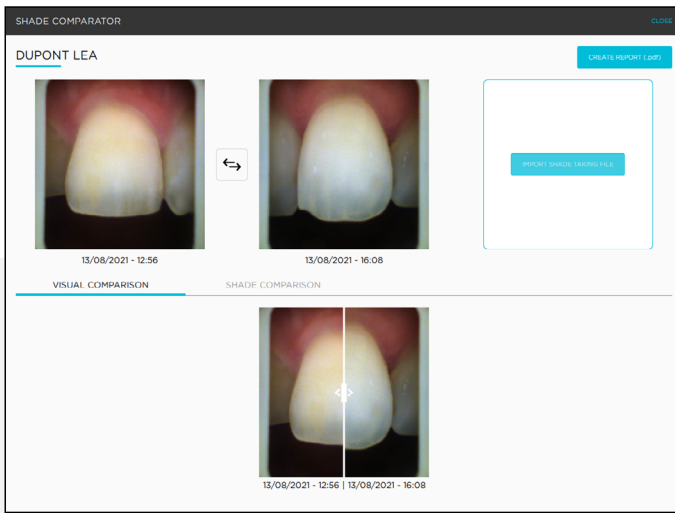 SHADE COMPARATOR
CLOSE
DUPONT LEA
CREATE REPORT (.pdf)
IMPORT SHADE TAKING FILE
13/08/2021 - 12:56
13/08/2021 - 16:08
VISUAL COMPARISON
SHADE COMPARISON
13/08/2021 - 12:56 | 13/08/2021 - 16:08